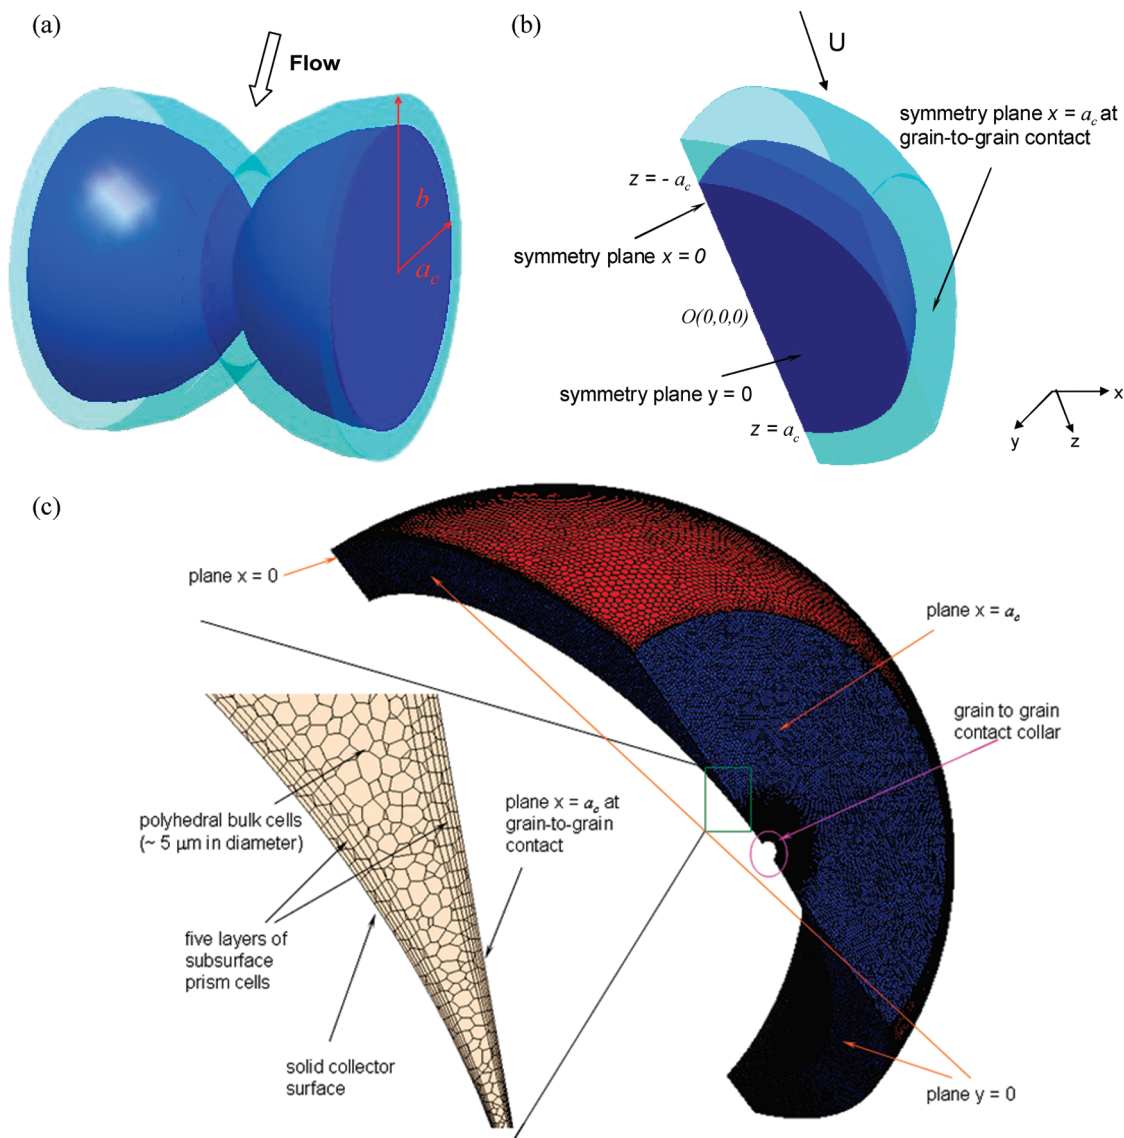 (a)
Flow
b
a_c
(b)
U
symmetry plane x = a_c at
grain-to-grain contact
z = - a_c
symmetry plane x = 0
O(0,0,0)
symmetry plane y = 0
z = a_c
x
y
z
(c)
plane x = 0
plane x = a_c
grain to grain
contact collar
polyhedral bulk cells
(~ 5 μm in diameter)
plane x = a_c at
grain-to-grain
contact
five layers of
subsurface
prism cells
solid collector
surface
plane y = 0